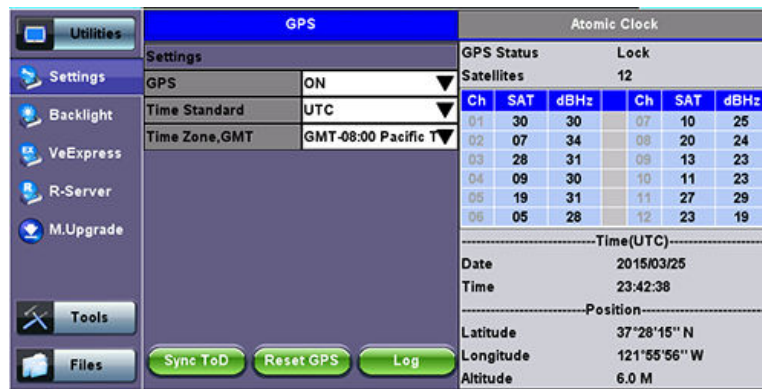 Utilities
Settings
Backlight
VeExpress
R-Server
M.Upgrade
Tools
Files
GPS
Settings
GPS ON
Time Standard UTC
Time Zone,GMT GMT-08:00 Pacific T
Sync ToD Reset GPS Log
Atomic Clock
GPS Status Lock
Satellites 12
Ch SAT dBHz Ch SAT dBHz
01 30 30 07 10 25
02 07 34 08 20 24
03 28 31 09 13 23
04 09 30 10 11 23
05 19 31 11 27 29
06 05 28 12 23 19
Time(UTC)
Date 2015/03/25
Time 23:42:38
Position
Latitude 37°28'15" N
Longitude 121°55'56" W
Altitude 6.0 M